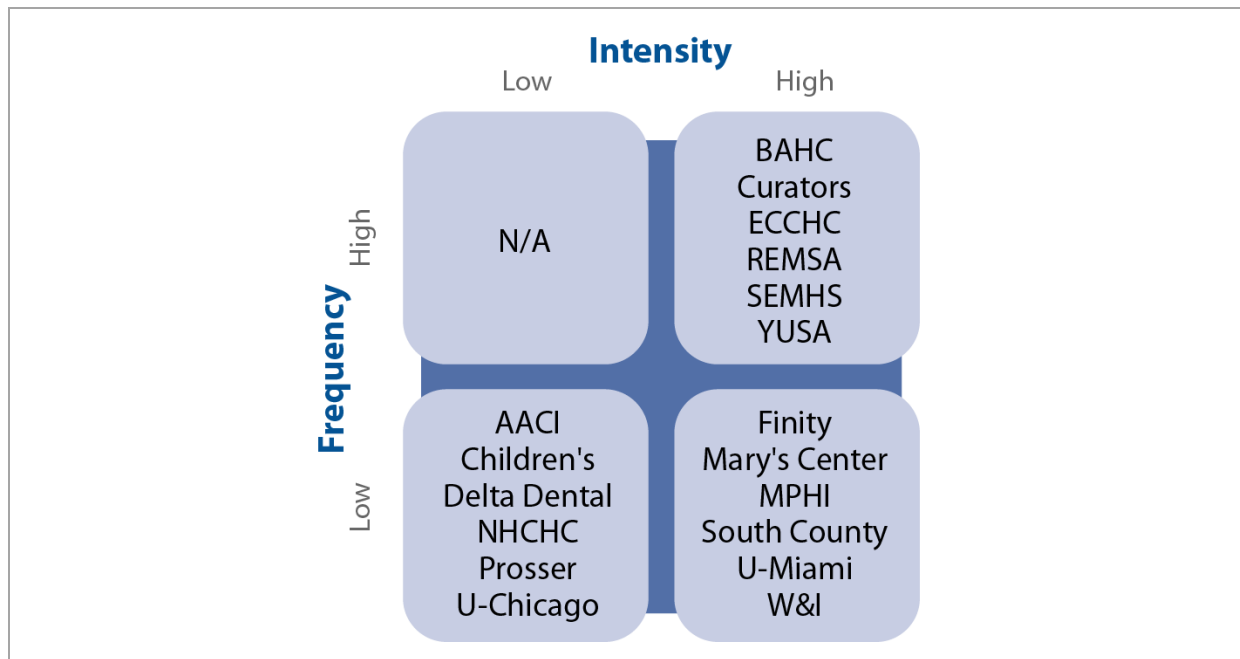 Intensity
Low
High
Frequency
High
N/A
BAHC
Curators
ECCHC
REMSA
SEMHS
YUSA
Low
AACI
Children's
Delta Dental
NHCHC
Prosser
U-Chicago
Finity
Mary's Center
MPHI
South County
U-Miami
W&I